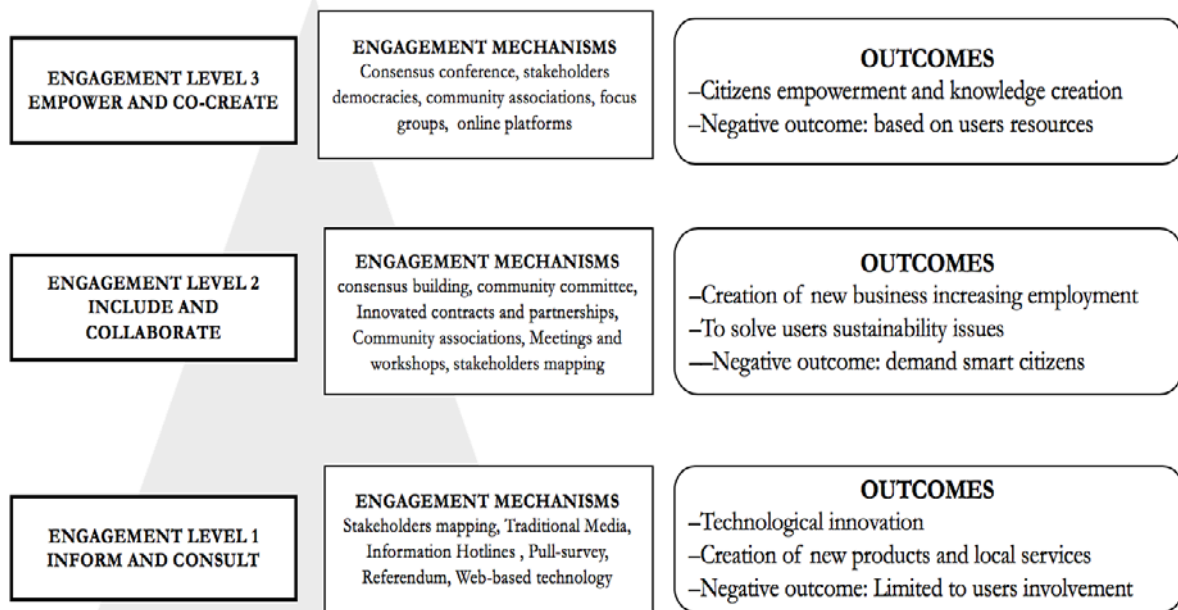 ENGAGEMENT LEVEL 3
EMPOWER AND CO-CREATE
ENGAGEMENT MECHANISMS
Consensus conference, stakeholders
democracies, community associations, focus
groups, online platforms
OUTCOMES
–Citizens empowerment and knowledge creation
–Negative outcome: based on users resources
ENGAGEMENT LEVEL 2
INCLUDE AND
COLLABORATE
ENGAGEMENT MECHANISMS
consensus building, community committee,
Innovated contracts and partnerships,
Community associations, Meetings and
workshops, stakeholders mapping
OUTCOMES
–Creation of new business increasing employment
–To solve users sustainability issues
—Negative outcome: demand smart citizens
ENGAGEMENT LEVEL 1
INFORM AND CONSULT
ENGAGEMENT MECHANISMS
Stakeholders mapping, Traditional Media,
Information Hotlines , Pull-survey,
Referendum, Web-based technology
OUTCOMES
–Technological innovation
–Creation of new products and local services
–Negative outcome: Limited to users involvement